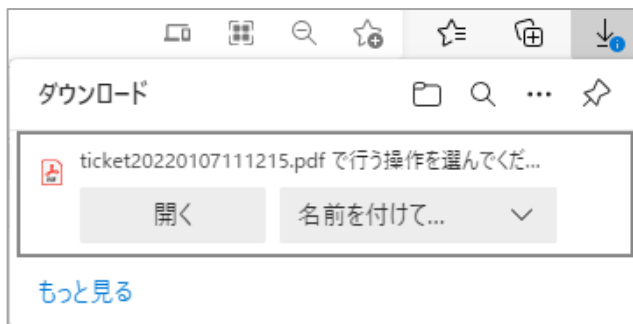 ダウンロード
ticket20220107111215.pdf で行う操作を選んでくだ...
開く
名前を付けて...
もっと見る